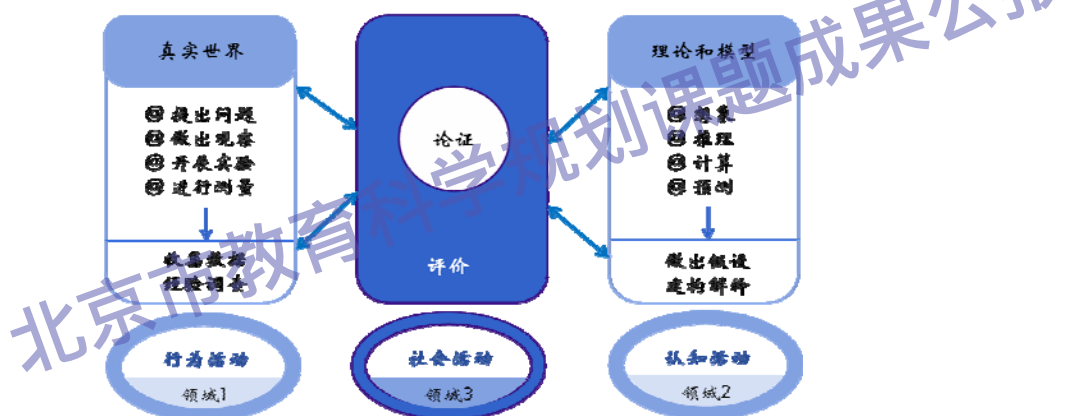 真实世界
提出问题
做出观察
开展实验
进行测量
收集数据
经验调查
行为活动
领域1
论证
评价
社会活动
领域3
理论和模型
想象
推理
计算
预测
做出假设
建构解释
认知活动
领域2
北京市教育科学规划课题成果公报